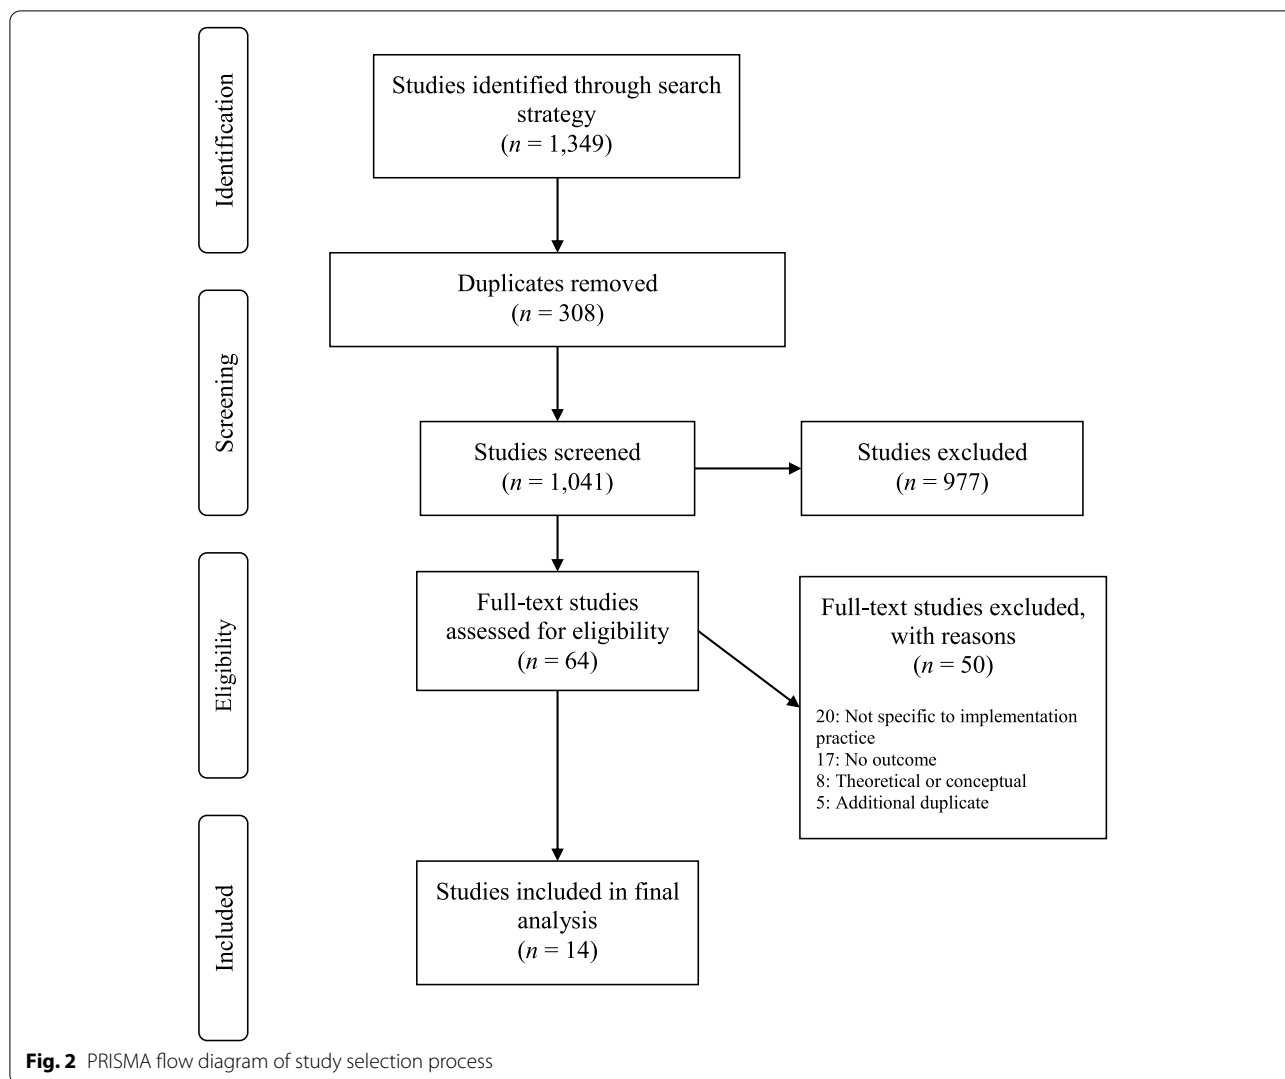 Identification
Studies identified through search
strategy
(n = 1,349)
Duplicates removed
(n = 308)
Screening
Studies screened
(n = 1,041)
Studies excluded
(n = 977)
Eligibility
Full-text studies
assessed for eligibility
(n = 64)
Full-text studies excluded,
with reasons
(n = 50)
20: Not specific to implementation
practice
17: No outcome
8: Theoretical or conceptual
5: Additional duplicate
Included
Studies included in final
analysis
(n = 14)
Fig. 2 PRISMA flow diagram of study selection process